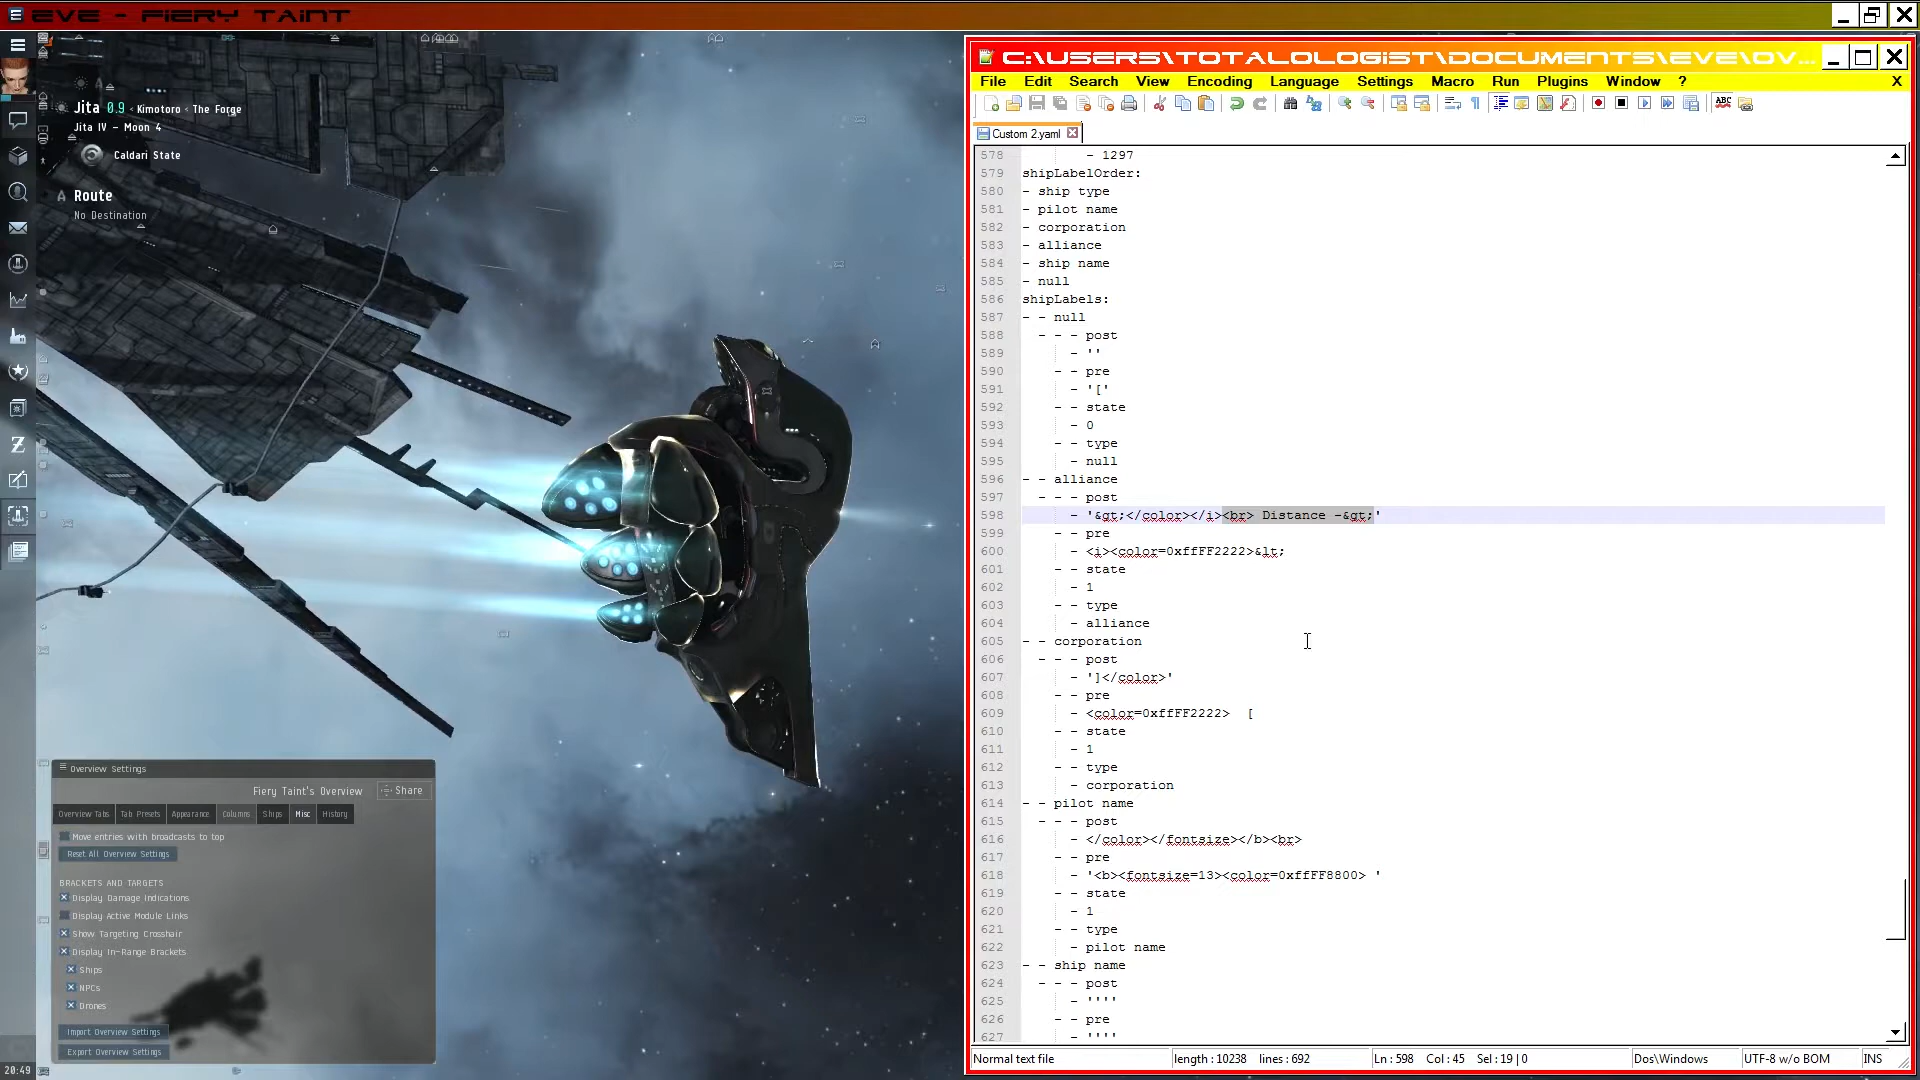 EVE - Fiery Taint
Jita 0.9 < Kimotoro < The Forge
Jita IV - Moon 4
Caldari State
Route
No Destination
Overview Settings
Fiery Taint's Overview
Share
Overview Tabs Tab Presets Appearance Columns Ships Misc History
Move entries with broadcasts to top
Reset All Overview Settings
BRACKETS AND TARGETS
Display Damage Indications
Display Active Module Links
Show Targeting Crosshair
Display In-Range Brackets
Ships
NPCs
Drones
Import Overview Settings
Export Overview Settings
20:49
C:\USERS\TOTALOLOGIST\DOCUMENTS\EVE\OV...
File Edit Search View Encoding Language Settings Macro Run Plugins Window ? X
ABC
Custom 2.yaml
578 - 1297
579 shipLabelOrder:
580 - ship type
581 - pilot name
582 - corporation
583 - alliance
584 - ship name
585 - null
586 shipLabels:
587 - - null
588 - - - post
589 - ''
590 - - pre
591 - '['
592 - - state
593 - 0
594 - - type
595 - null
596 - - alliance
597 - - - post
598 - '&gt;</color></i><br> Distance -&gt;'
599 - - pre
600 - <i><color=0xffFF2222>&lt;
601 - - state
602 - 1
603 - - type
604 - alliance
605 - - corporation
606 - - - post
607 - ']</color>'
608 - - pre
609 - <color=0xffFF2222>  [
610 - - state
611 - 1
612 - - type
613 - corporation
614 - - pilot name
615 - - - post
616 - </color></fontsize></b><br>
617 - - pre
618 - '<b><fontsize=13><color=0xffFF8800> '
619 - - state
620 - 1
621 - - type
622 - pilot name
623 - - ship name
624 - - - post
625 - ''''
626 - - pre
627 - ''''
Normal text file length : 10238 lines : 692 Ln : 598 Col : 45 Sel : 19 | 0 Dos\Windows UTF-8 w/o BOM INS